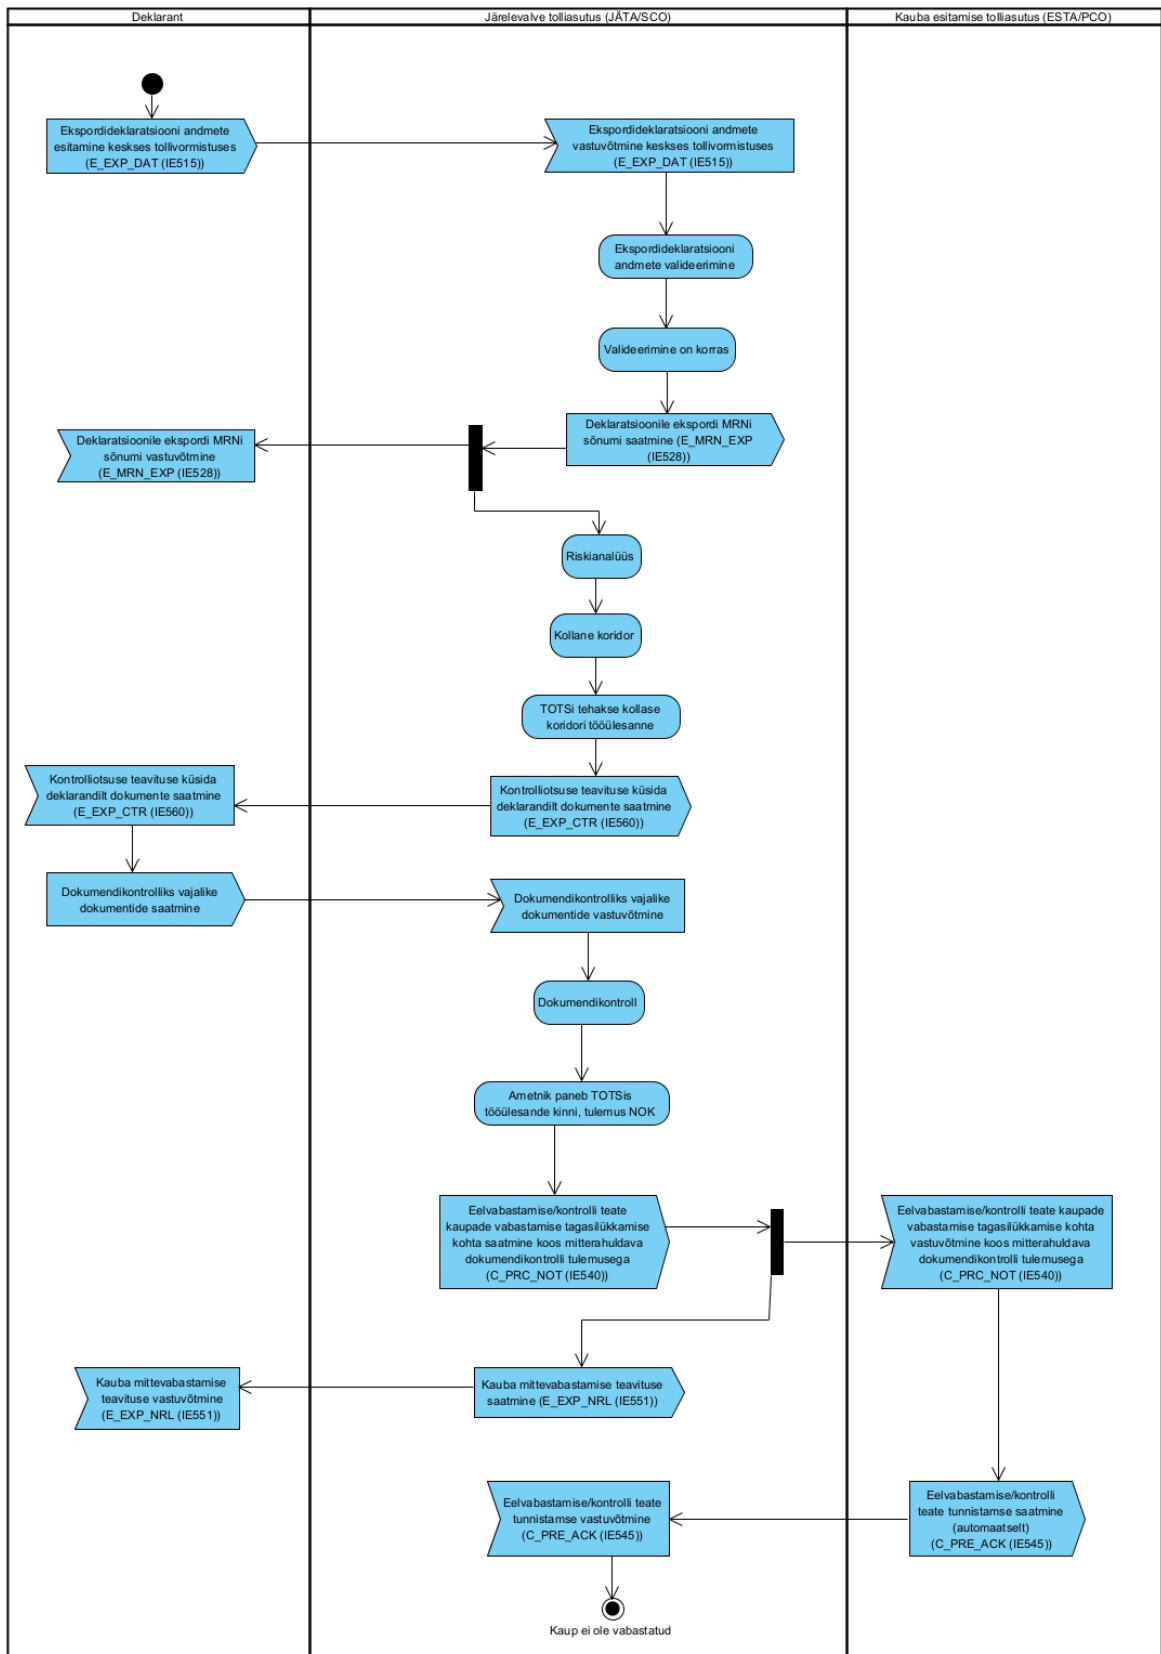 Deklarant
Järelevalve tolliasutus (JÄTA/SCO)
Kauba esitamise tolliasutus (ESTA/PCO)
Ekspordideklaratsiooni andmete
esitamine keskses tollivormistuses
(E_EXP_DAT (IE515))
Ekspordideklaratsiooni andmete
vastuvõtmine keskses tollivormistuses
(E_EXP_DAT (IE515))
Ekspordideklaratsiooni
andmete valideerimine
Valideerimine on korras
Deklaratsioonile ekspordi MRNi
sõnumi saatmine (E_MRN_EXP
(IE528))
Deklaratsioonile ekspordi MRNi
sõnumi vastuvõtmine
(E_MRN_EXP (IE528))
Riskianalüüs
Kollane koridor
TOTSi tehakse kollase
koridori tööülesanne
Kontrolliotsuse teavituse küsida
deklarandilt dokumente saatmine
(E_EXP_CTR (IE560))
Kontrolliotsuse teavituse küsida
deklarandilt dokumente saatmine
(E_EXP_CTR (IE560))
Dokumendikontrolliks vajalike
dokumentide saatmine
Dokumendikontrolliks vajalike
dokumentide vastuvõtmine
Dokumendikontroll
Ametnik paneb TOTSis
tööülesande kinni, tulemus NOK
Eelvabastamise/kontrolli teate
kaupade vabastamise tagasilükkamise
kohta saatmine koos mitterahuldava
dokumendikontrolli tulemusega
(C_PRC_NOT (IE540))
Eelvabastamise/kontrolli teate kaupade
vabastamise tagasilükkamise kohta
vastuvõtmine koos mitterahuldava
dokumendikontrolli tulemusega
(C_PRC_NOT (IE540))
Kauba mittevabastamise
teavituse vastuvõtmine
(E_EXP_NRL (IE551))
Kauba mittevabastamise teavituse
saatmine (E_EXP_NRL (IE551))
Eelvabastamise/kontrolli teate
tunnistamse vastuvõtmine
(C_PRE_ACK (IE545))
Eelvabastamise/kontrolli
teate tunnistamse saatmine
(automaatselt)
(C_PRE_ACK (IE545))
Kaup ei ole vabastatud